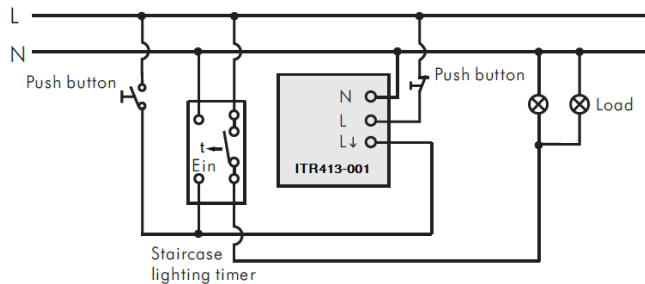 L
N
Push button
Push button
N
L
L↓
ITR413-001
Load
t
Ein
Staircase
lighting timer